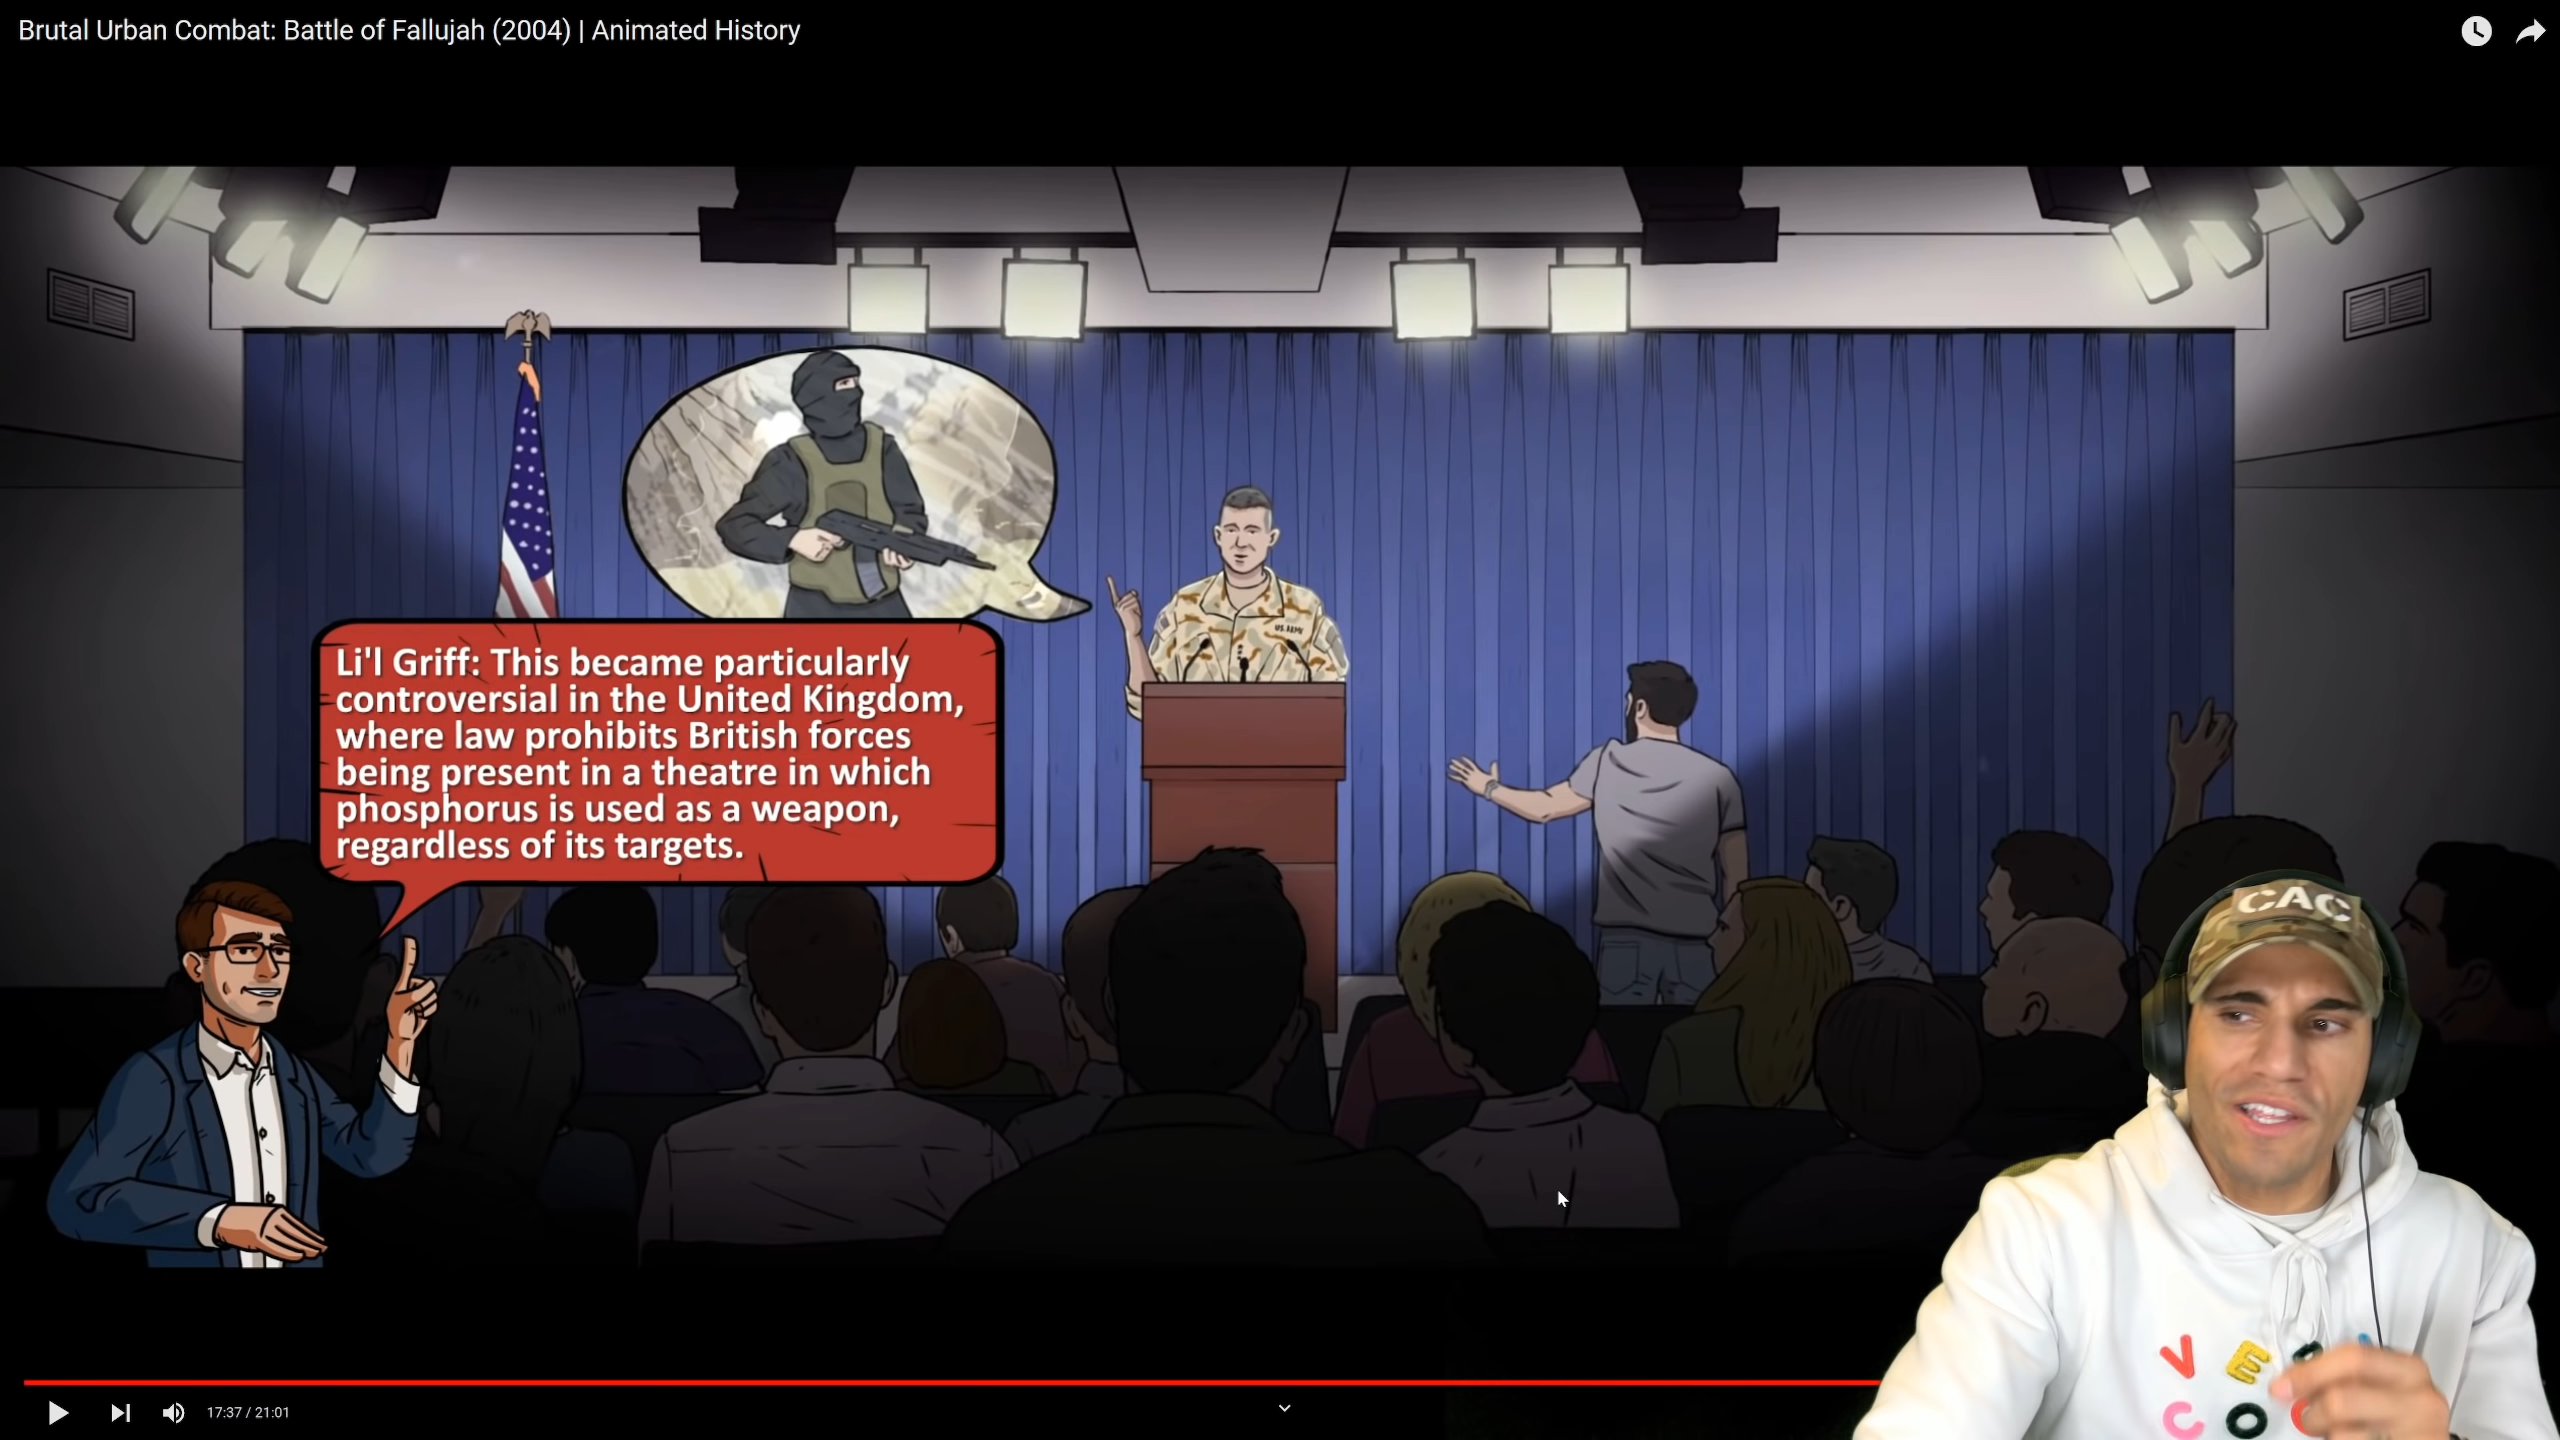 Brutal Urban Combat: Battle of Fallujah (2004) | Animated History
US.ARMY
Li'l Griff: This became particularly
controversial in the United Kingdom,
where law prohibits British forces
being present in a theatre in which
phosphorus is used as a weapon,
regardless of its targets.
CAC
V E
C O
17:37 / 21:01